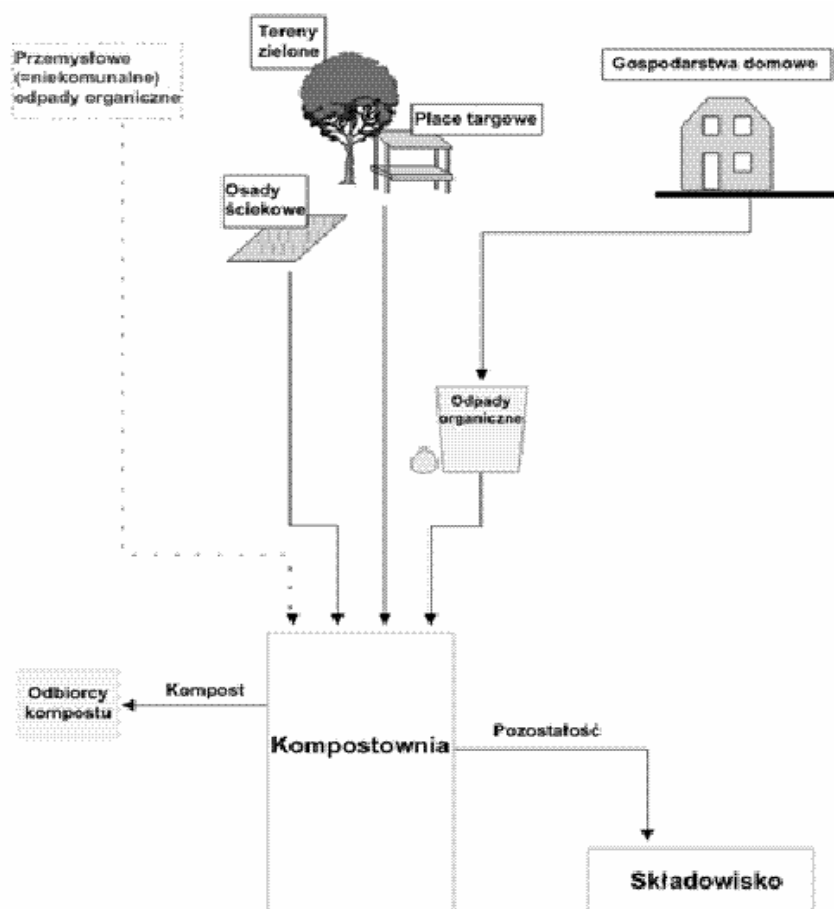 Tereny
zielone
Przemysłowe
(=niekomunalne)
odpady organiczne
Gospodarstwa domowe
Place targowe
Osady
ściekowe
Odpady
organiczne
Kompost
Odbiorcy
kompostu
Kompostownia
Pozostałość
Składowisko